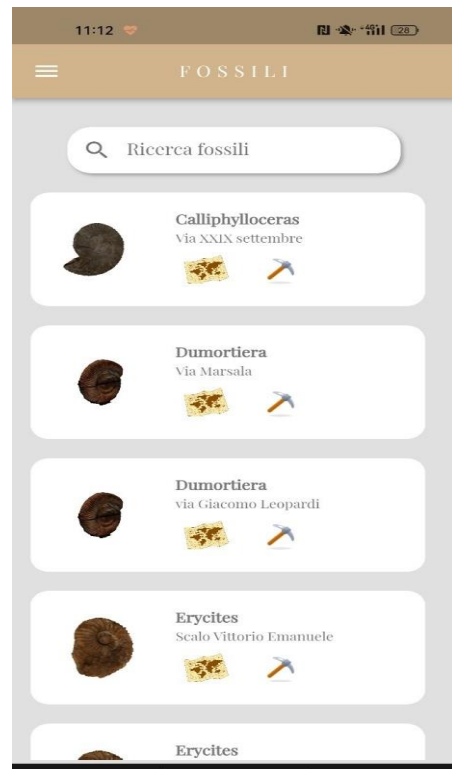 11:12
28
FOSSILI
Ricerca fossili
Calliphylloceras
Via XXIX settembre
Dumortiera
Via Marsala
Dumortiera
via Giacomo Leopardi
Erycites
Scalo Vittorio Emanuele
Erycites